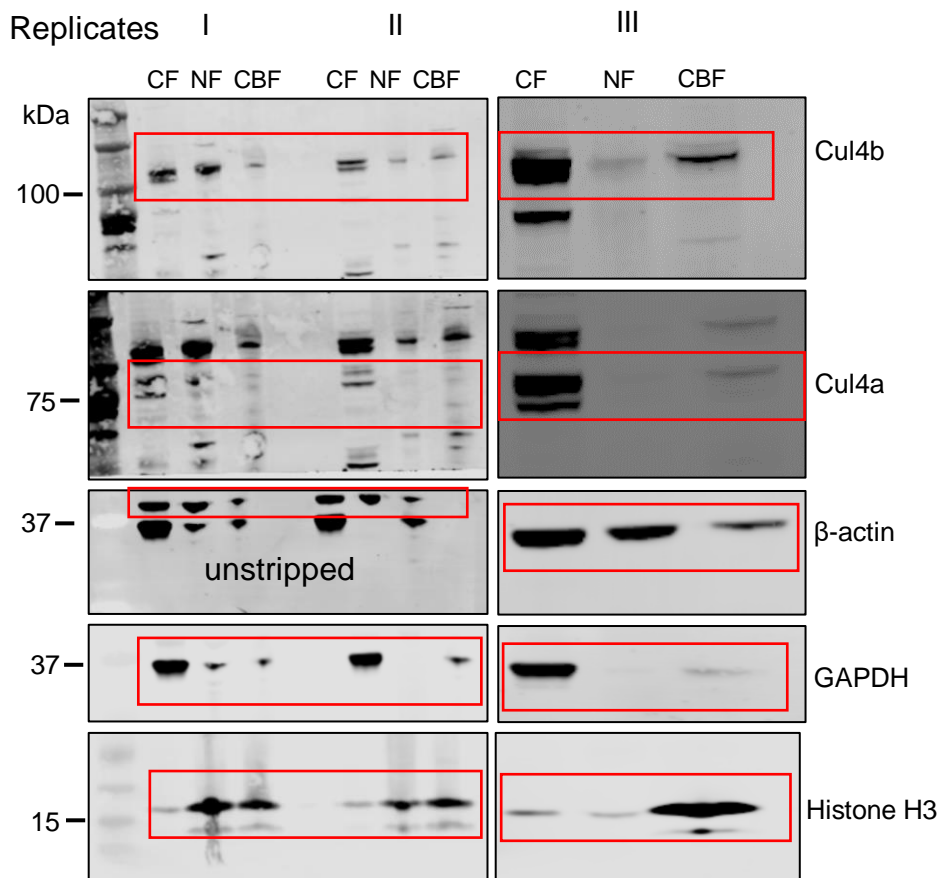 Replicates I II III
CF NF CBF CF NF CBF CF NF CBF
kDa
Cul4b
100
Cul4a
75
37
β-actin
unstripped
37
GAPDH
15
Histone H3